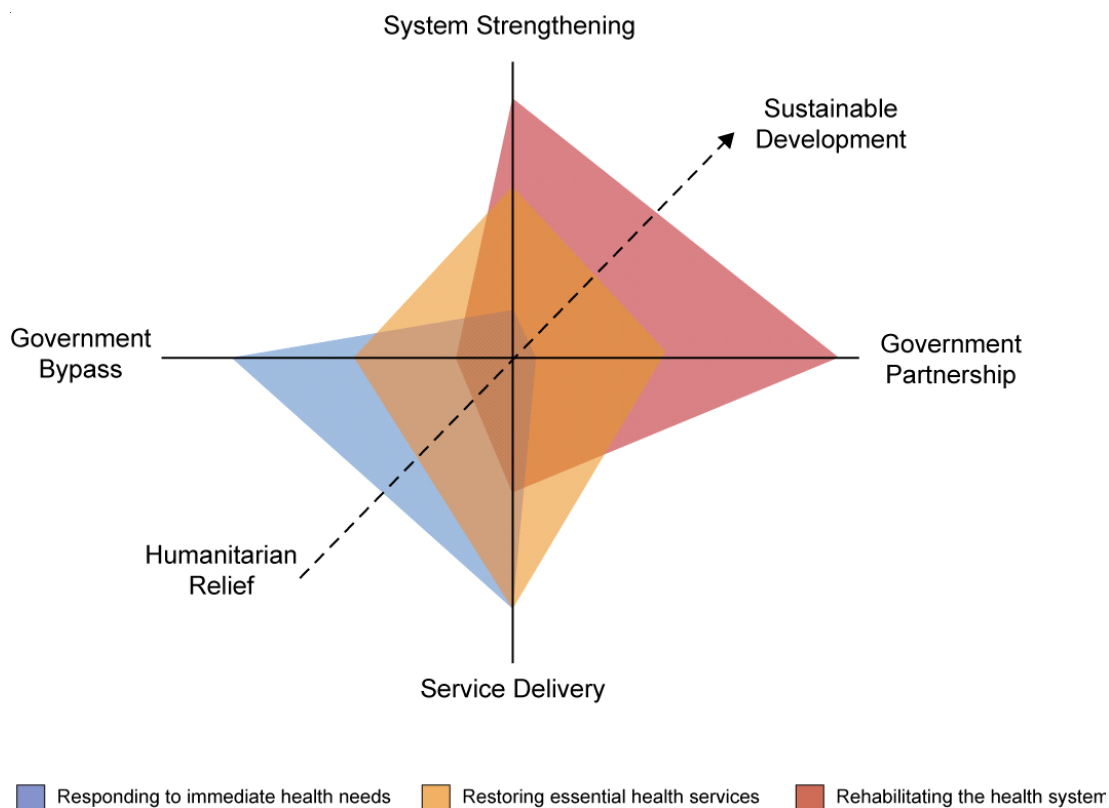 System Strengthening
Sustainable
Development
Government
Bypass
Government
Partnership
Humanitarian
Relief
Service Delivery
Responding to immediate health needs
Restoring essential health services
Rehabilitating the health system